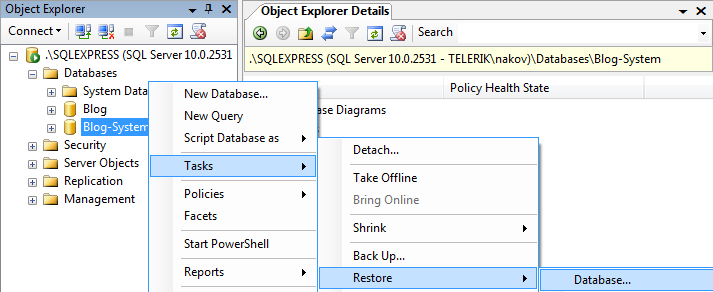 Object Explorer
Connect
.\SQLEXPRESS (SQL Server 10.0.2531
Databases
System Data
Blog
Blog-System
Security
Server Objects
Replication
Management
Object Explorer Details
Search
.\SQLEXPRESS (SQL Server 10.0.2531 - TELERIK\nakov)\Databases\Blog-System
Policy Health State
ase Diagrams
New Database...
New Query
Script Database as
Tasks
Policies
Facets
Start PowerShell
Reports
Detach...
Take Offline
Bring Online
Shrink
Back Up...
Restore
Database...